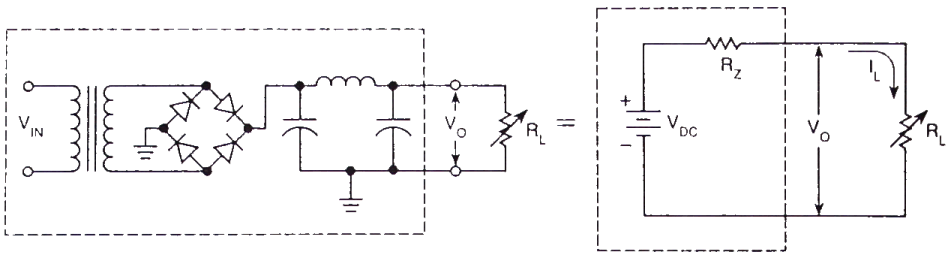 V_IN
V_O
R_L
=
+
−
V_DC
R_Z
V_O
I_L
R_L